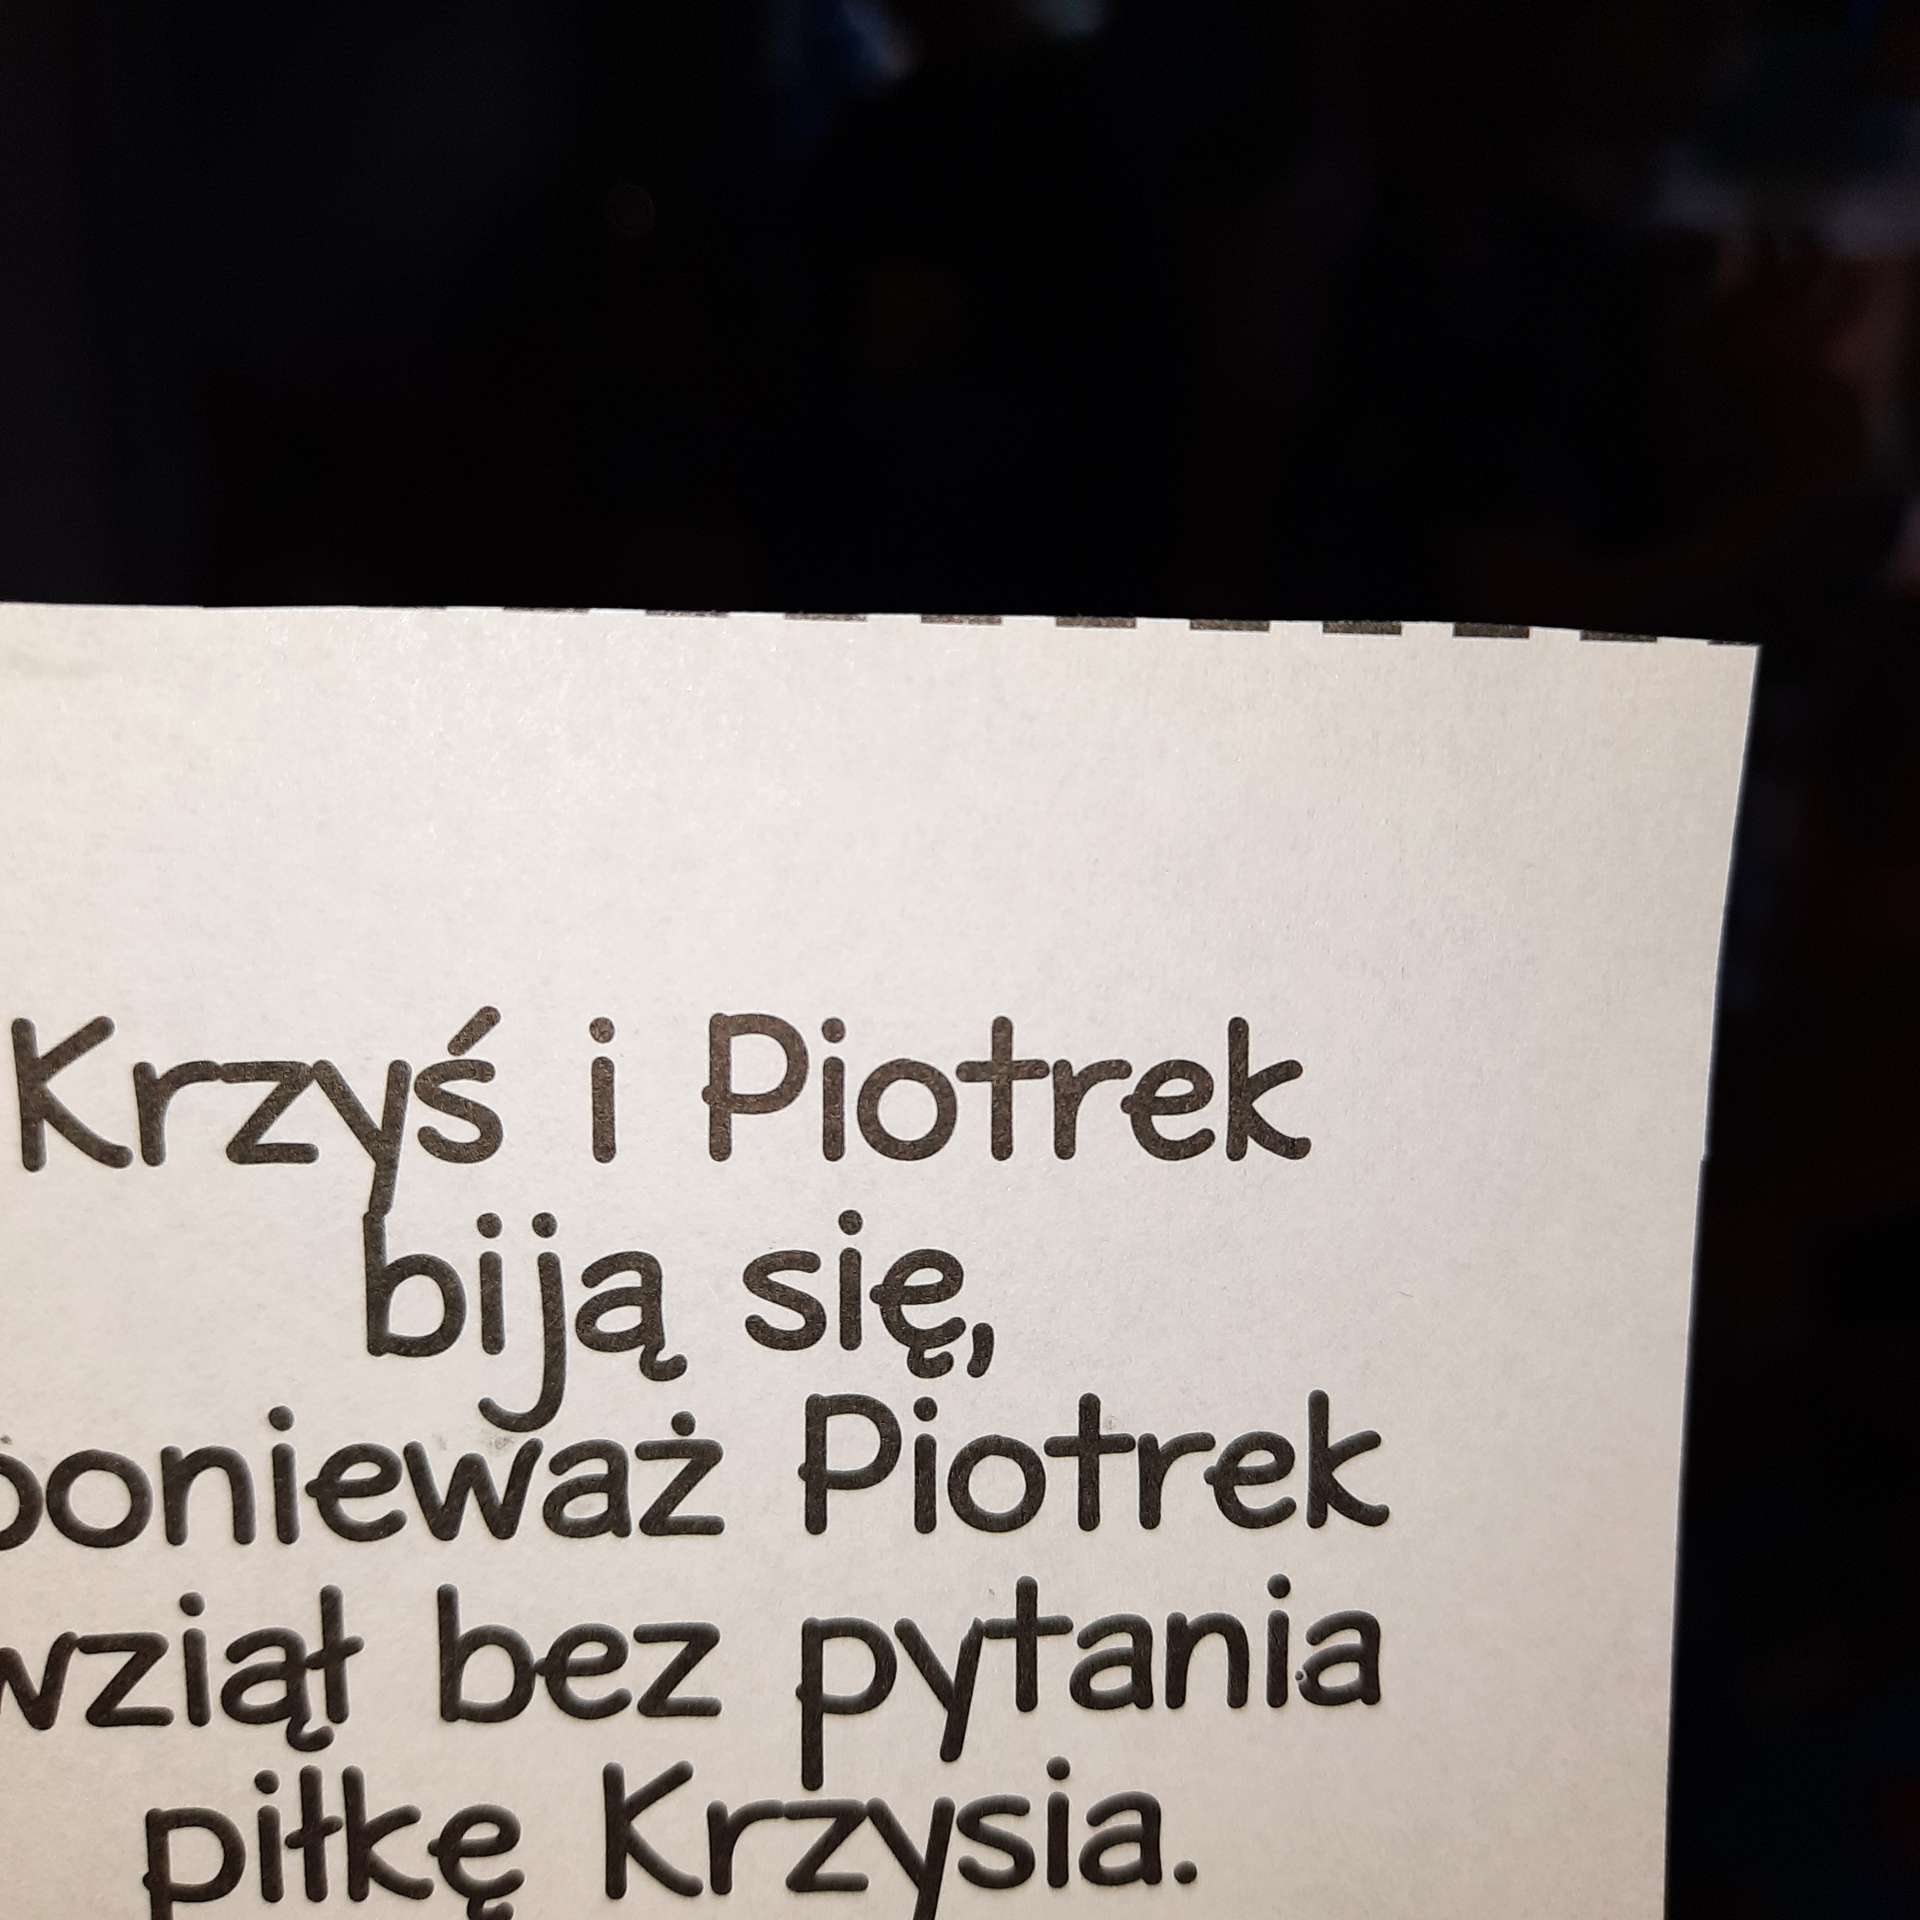 Krzyś i Piotrek
biją się,
ponieważ Piotrek
wziął bez pytania
piłkę Krzysia.